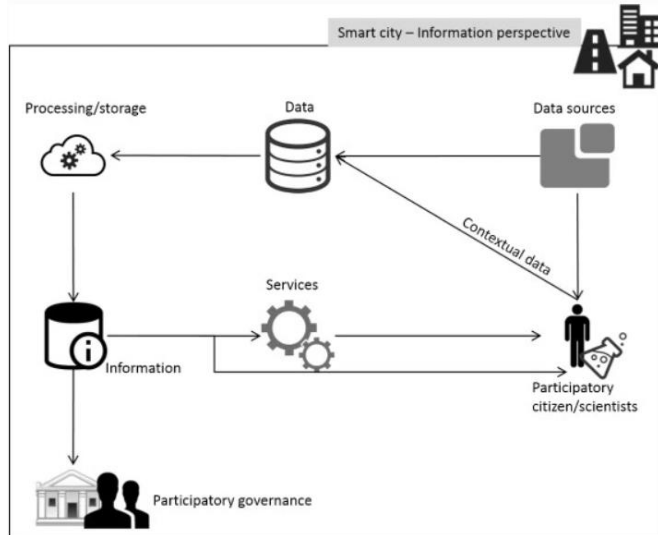 Smart city – Information perspective
Processing/storage
Data
Data sources
Contextual data
Services
Information
Participatory
citizen/scientists
Participatory governance